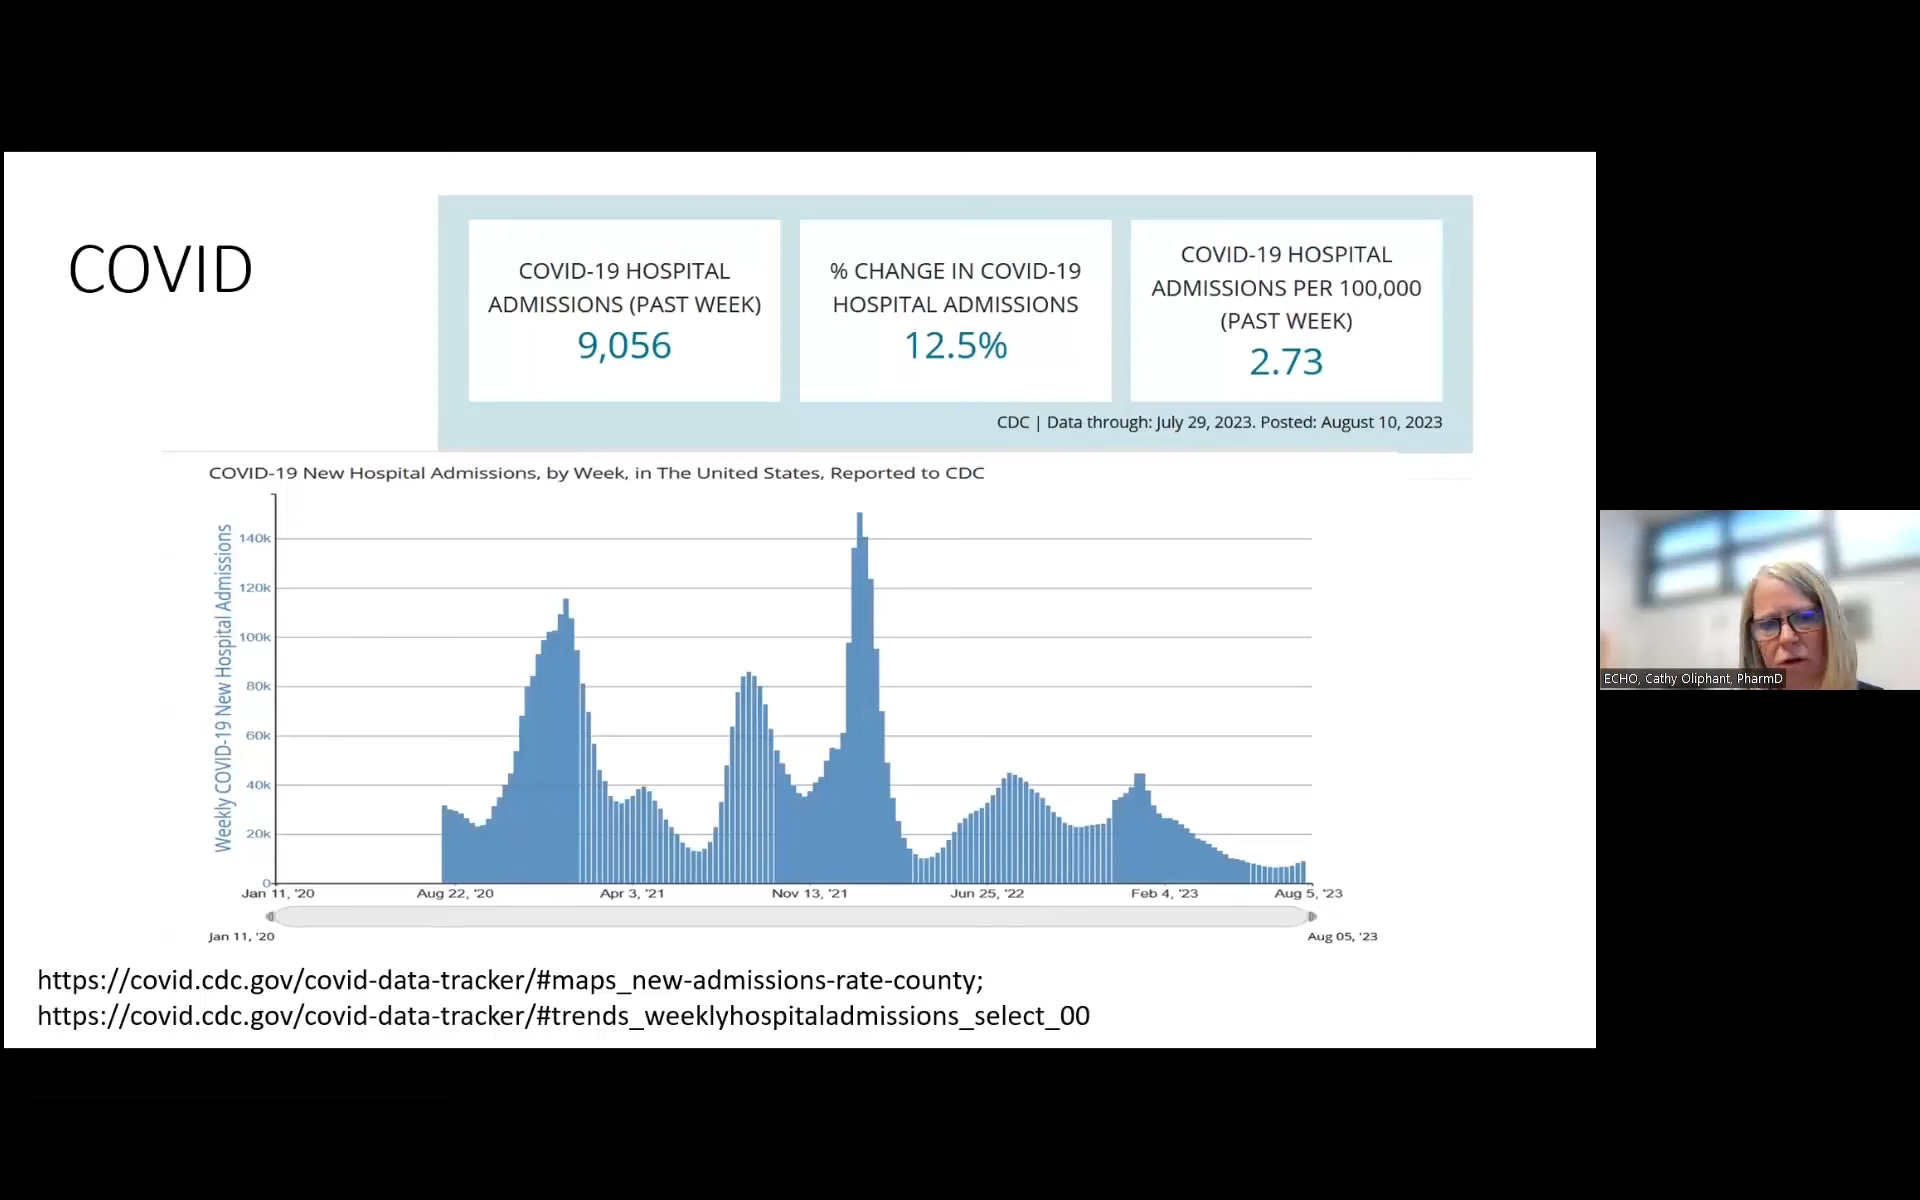 COVID
COVID-19 HOSPITAL
ADMISSIONS (PAST WEEK)
9,056
% CHANGE IN COVID-19
HOSPITAL ADMISSIONS
12.5%
COVID-19 HOSPITAL
ADMISSIONS PER 100,000
(PAST WEEK)
2.73
CDC | Data through: July 29, 2023. Posted: August 10, 2023
COVID-19 New Hospital Admissions, by Week, in The United States, Reported to CDC
Weekly COVID-19 New Hospital Admissions
140k
120k
100k
80k
60k
40k
20k
0
Jan 11, '20
Aug 22, '20
Apr 3, '21
Nov 13, '21
Jun 25, '22
Feb 4, '23
Aug 5, '23
Jan 11, '20
Aug 05, '23
https://covid.cdc.gov/covid-data-tracker/#maps_new-admissions-rate-county;
https://covid.cdc.gov/covid-data-tracker/#trends_weeklyhospitaladmissions_select_00
ECHO, Cathy Oliphant, PharmD